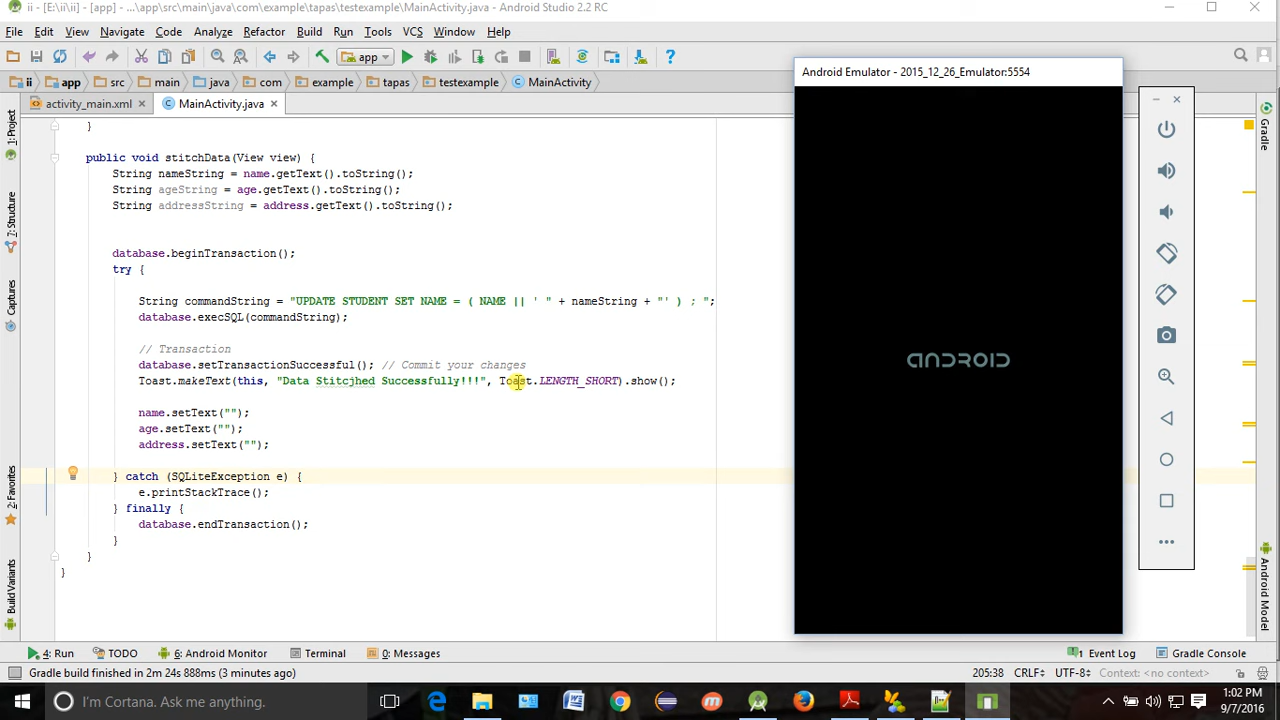 ii - [E:\ii\ii] - [app] - ...\app\src\main\java\com\example\tapas\testexample\MainActivity.java - Android Studio 2.2 RC
File Edit View Navigate Code Analyze Refactor Build Run Tools VCS Window Help
app
ii app src main java com example tapas testexample MainActivity
activity_main.xml MainActivity.java
}
public void stitchData(View view) {
String nameString = name.getText().toString();
String ageString = age.getText().toString();
String addressString = address.getText().toString();
database.beginTransaction();
try {
String commandString = "UPDATE STUDENT SET NAME = ( NAME || ' " + nameString + "' ) ; ";
database.execSQL(commandString);
// Transaction
database.setTransactionSuccessful(); // Commit your changes
Toast.makeText(this, "Data Stitcjhed Successfully!!!", Toast.LENGTH_SHORT).show();
name.setText("");
age.setText("");
address.setText("");
} catch (SQLiteException e) {
e.printStackTrace();
} finally {
database.endTransaction();
}
}
}
1: Project
7: Structure
Captures
2: Favorites
Build Variants
Android Emulator - 2015_12_26_Emulator:5554
ANDROID
Gradle
Android Model
4: Run TODO 6: Android Monitor Terminal 0: Messages 1 Event Log Gradle Console
Gradle build finished in 2m 24s 888ms (3 minutes ago) 205:38 CRLF UTF-8 Context: <no context>
I'm Cortana. Ask me anything.
1:02 PM
9/7/2016